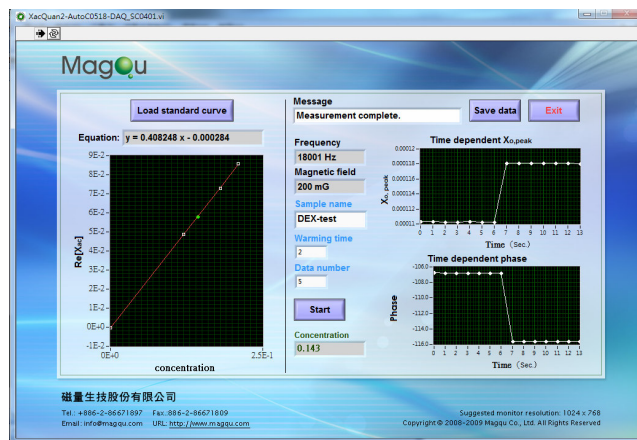 XacQuan2-AutoC0518-DAQ_SC0401.vi
MagQu
Load standard curve
Equation: y = 0.408248 x - 0.000284
9E-2
8E-2
7E-2
6E-2
5E-2
4E-2
3E-2
2E-2
1E-2
0E+0
-1E-2
Re[Xac]
0E+0 2.5E-1
concentration
Message
Measurement complete.
Save data
Exit
Frequency
18001 Hz
Magnetic field
200 mG
Sample name
DEX-test
Warming time
2
Data number
5
Start
Concentration
0.143
Time dependent Xo,peak
0.00012
0.000118
0.000116
0.000114
0.000112
0.00011
Xo, peak
0 1 2 3 4 5 6 7 8 9 10 11 12 13
Time (Sec.)
Time dependent phase
-106.0
-108.0
-110.0
-112.0
-114.0
-116.0
Phase
0 1 2 3 4 5 6 7 8 9 10 11 12 13
Time (Sec.)
磁量生技股份有限公司
Tel.: +886-2-86671897 Fax.:886-2-86671809
Email: info@magqu.com URL: http://www.magqu.com
Suggested monitor resolution: 1024 x 768
Copyright© 2008-2009 Magqu Co., Ltd. All Rights Reserved